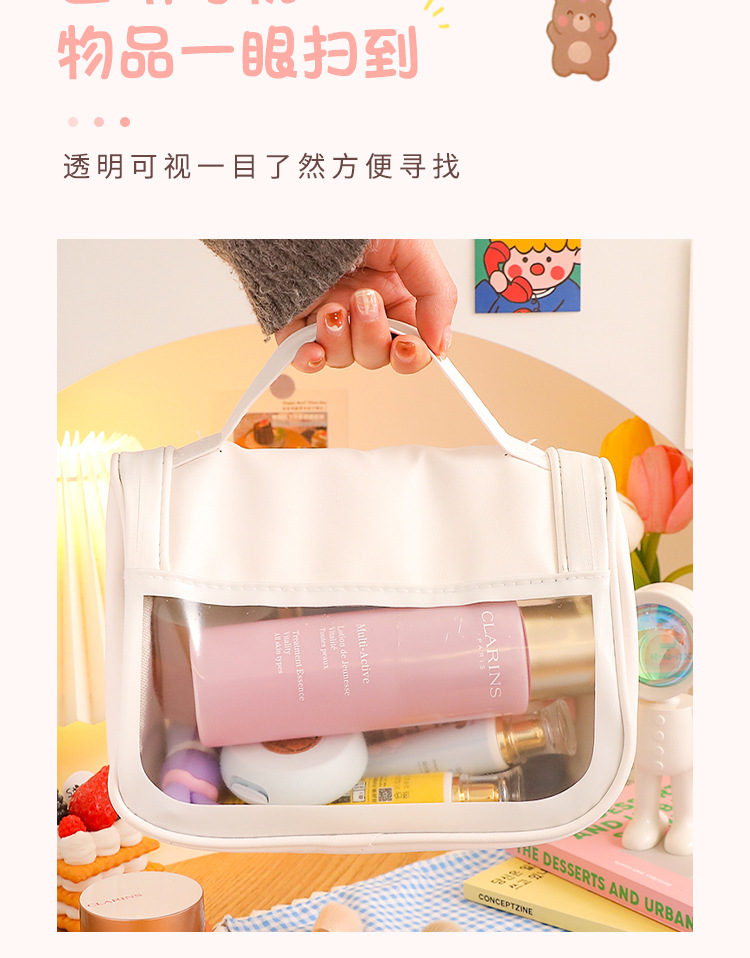 物品一眼扫到
透明可视一目了然方便寻找
CLARINS
PARIS
Multi-Active
Lotion de Jeunesse
Vitalité
Toutes peaux
Treatment Essence
Vitality
All skin types
CLARINS
THE DESSERTS AND URBAN
CONCEPTZINE